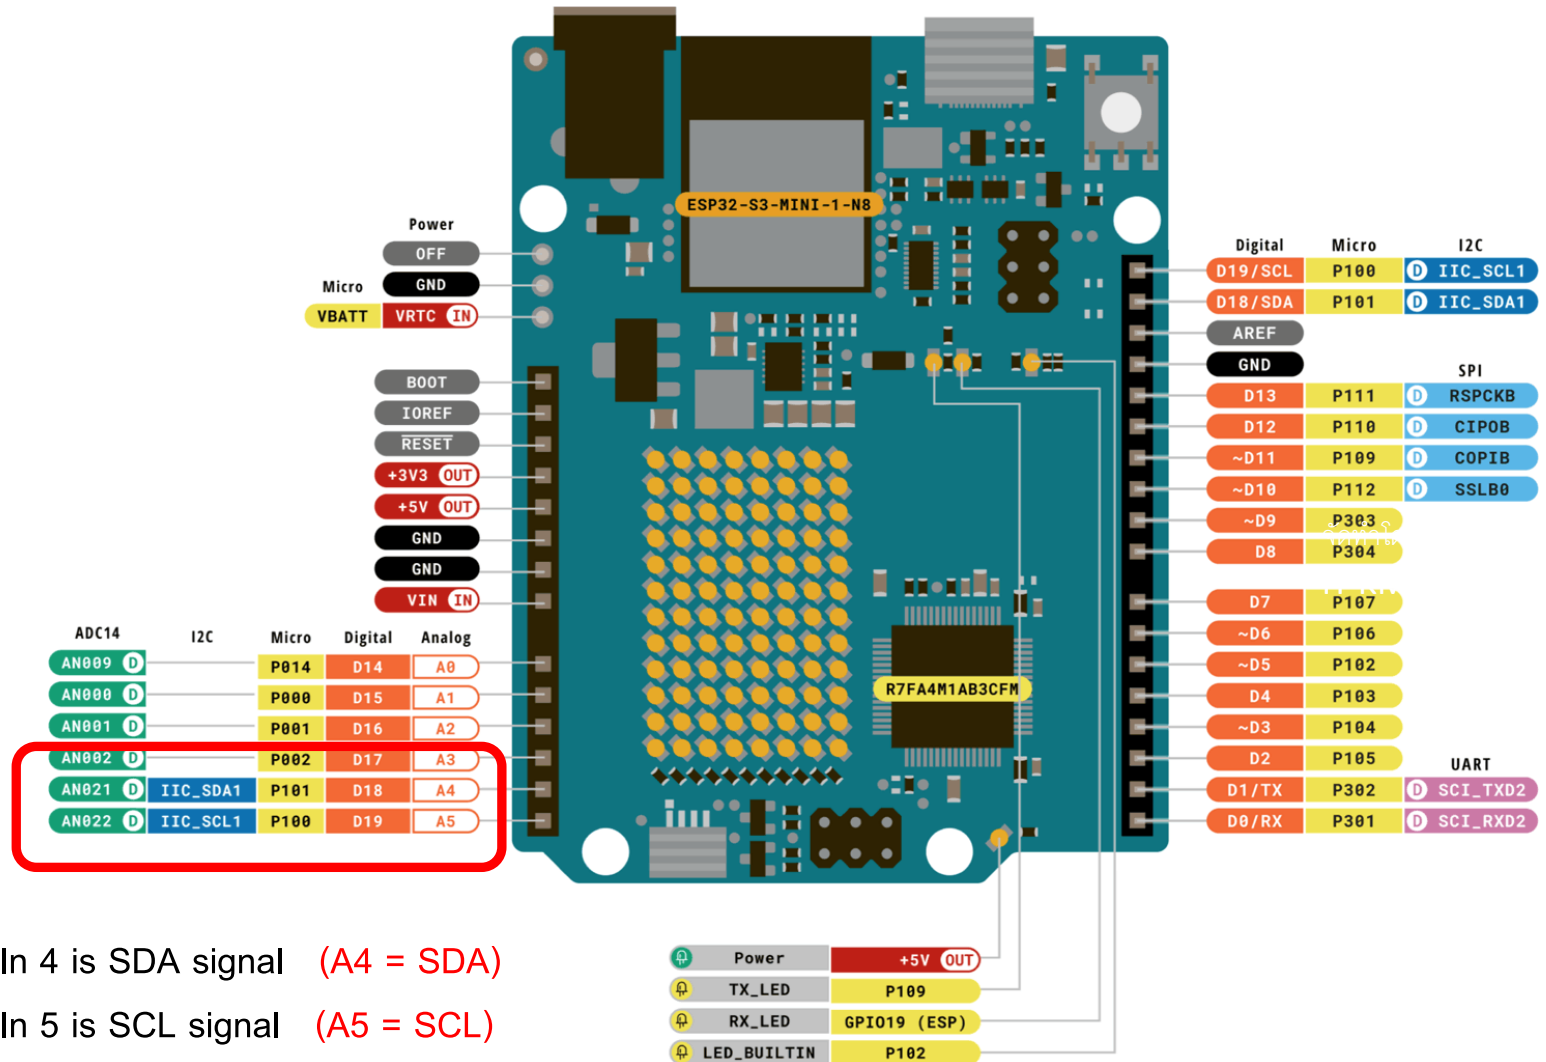 ESP32-S3-MINI-1-N8
Power
OFF
GND
Micro
VBATT VRTC IN
BOOT
IOREF
RESET
+3V3 OUT
+5V OUT
GND
GND
VIN IN
ADC14 I2C Micro Digital Analog
AN009 D P014 D14 A0
AN000 D P000 D15 A1
AN001 D P001 D16 A2
AN002 D P002 D17 A3
AN021 D IIC_SDA1 P101 D18 A4
AN022 D IIC_SCL1 P100 D19 A5
R7FA4M1AB3CFM
Digital Micro I2C
D19/SCL P100 D IIC_SCL1
D18/SDA P101 D IIC_SDA1
AREF
GND
SPI
D13 P111 D RSPCKB
D12 P110 D CIPOB
~D11 P109 D COPIB
~D10 P112 D SSLB0
~D9 P303
D8 P304
D7 P107
~D6 P106
~D5 P102
D4 P103
~D3 P104
D2 P105
UART
D1/TX P302 D SCI_TXD2
D0/RX P301 D SCI_RXD2
In 4 is SDA signal (A4 = SDA)
In 5 is SCL signal (A5 = SCL)
Power +5V OUT
TX_LED P109
RX_LED GPIO19 (ESP)
LED_BUILTIN P102